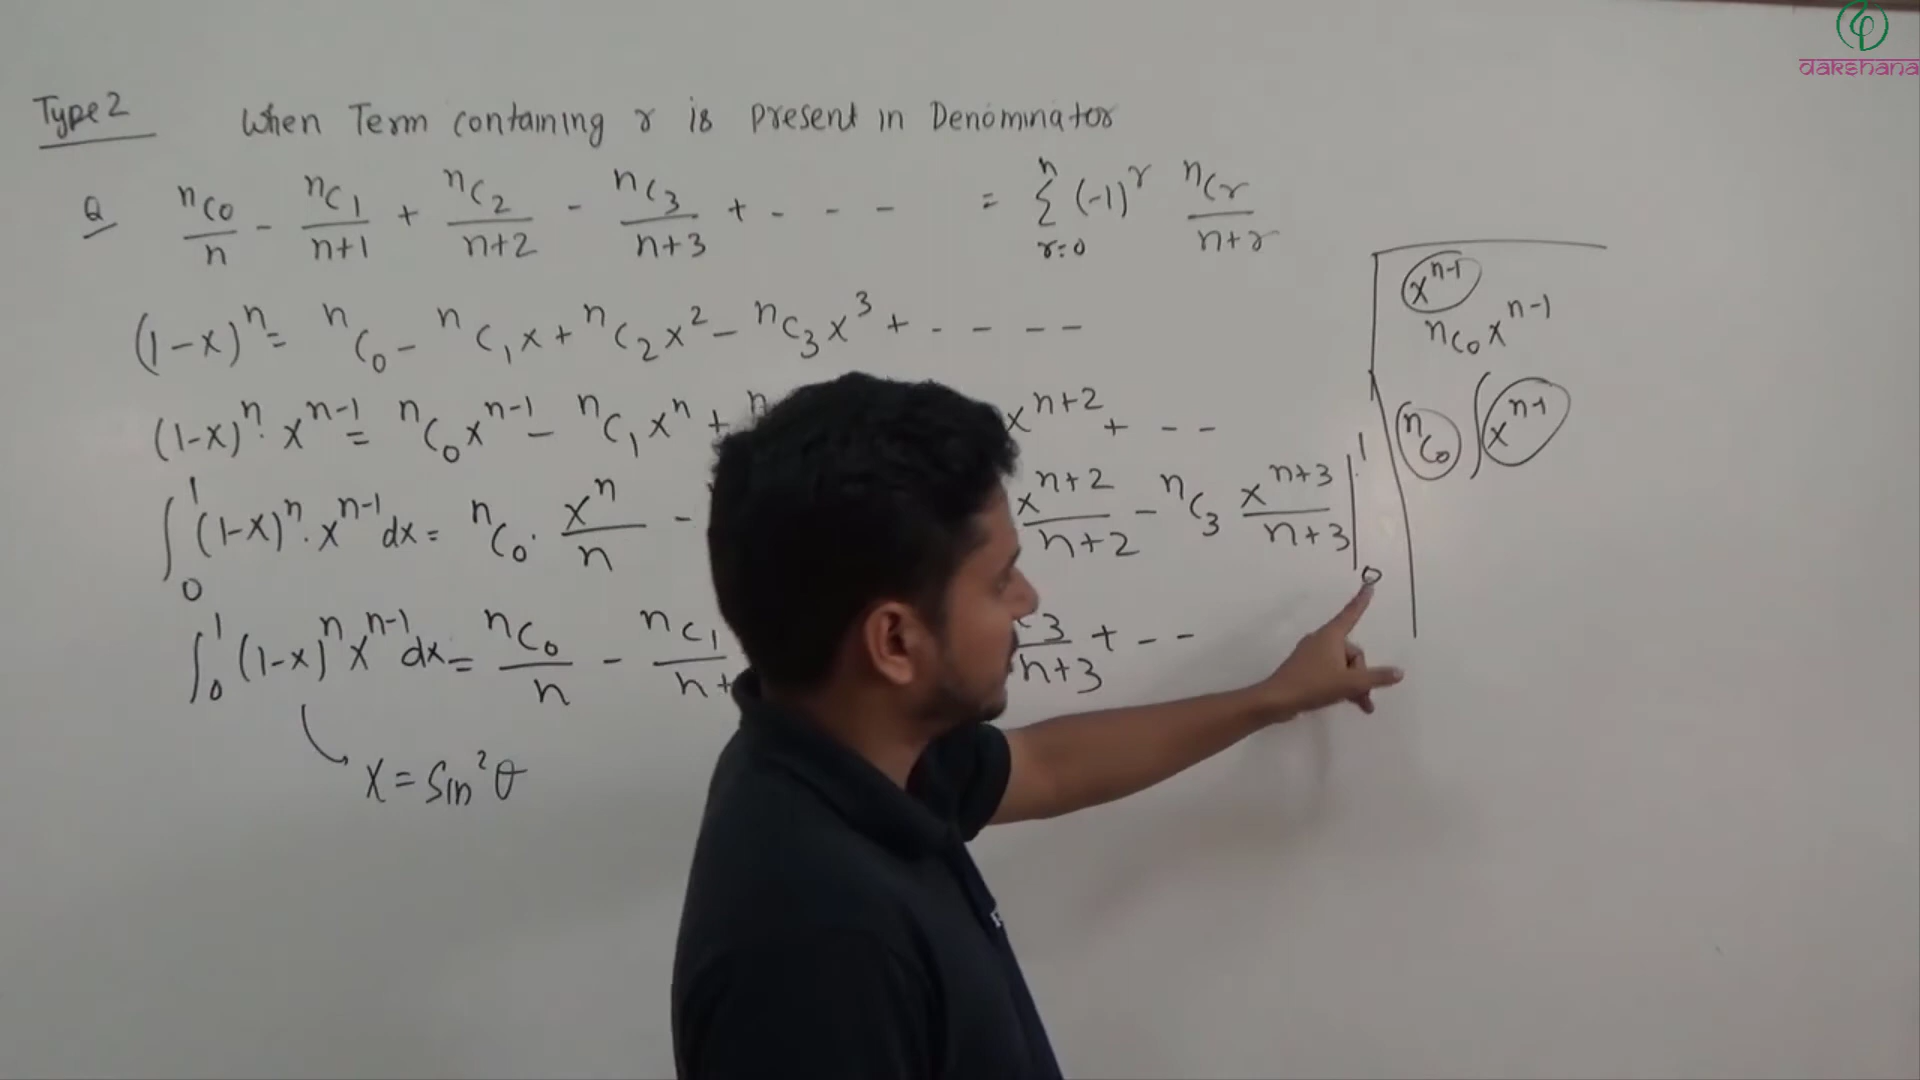 dakshana
Type 2 When Term containing r is present in Denominator
Q nC0/n - nC1/n+1 + nC2/n+2 - nC3/n+3 + - - - = Σ_{r=0}^{n} (-1)^r nCr/n+r
(1-x)^n = nC0 - nC1 x + nC2 x^2 - nC3 x^3 + - - - -
(1-x)^n · x^{n-1} = nC0 x^{n-1} - nC1 x^n + n x^{n+2} + - -
∫_0^1 (1-x)^n · x^{n-1} dx = nC0 · x^n/n - x^{n+2}/n+2 - nC3 x^{n+3}/n+3 |_0^1
∫_0^1 (1-x)^n x^{n-1} dx = nC0/n - nC1/n+ C3/n+3 + - -
x = Sin^2 θ
x^{n-1}
nC0 x^{n-1}
nC0 ∫ x^{n-1}